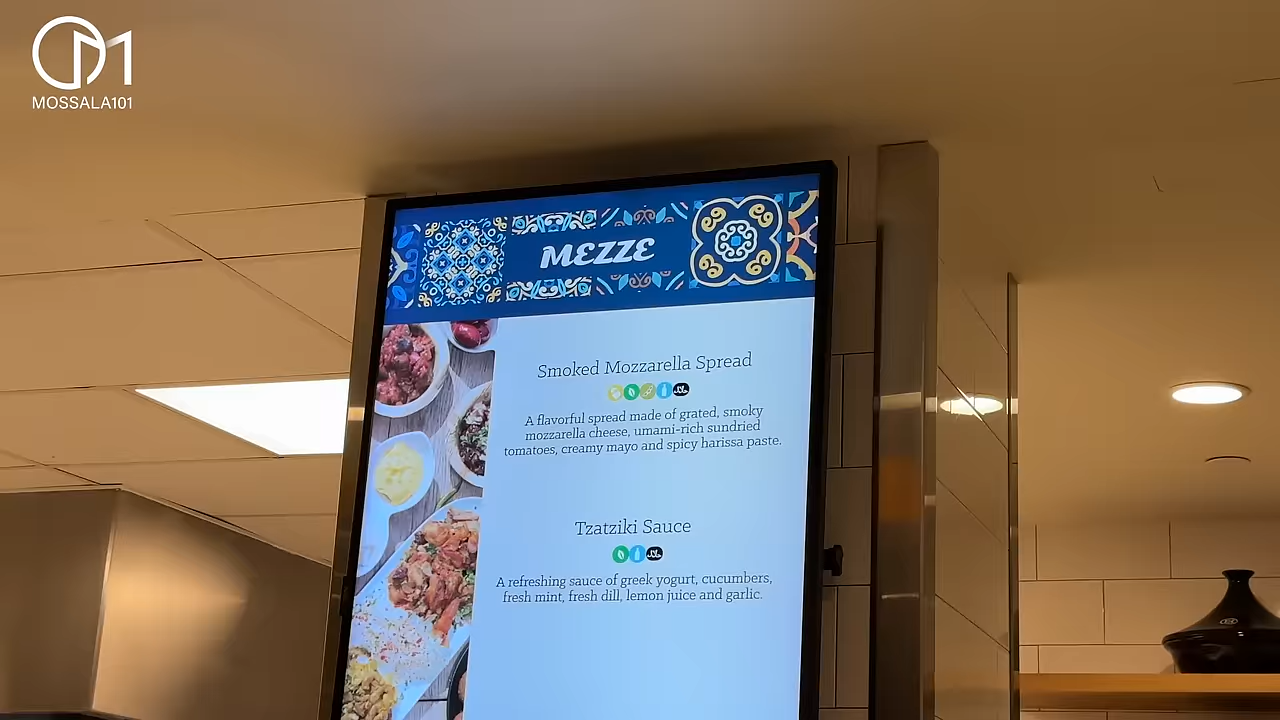 MOSSALA101
MEZZE
Smoked Mozzarella Spread
A flavorful spread made of grated, smoky
mozzarella cheese, umami-rich sundried
tomatoes, creamy mayo and spicy harissa paste.
Tzatziki Sauce
A refreshing sauce of greek yogurt, cucumbers,
fresh mint, fresh dill, lemon juice and garlic.